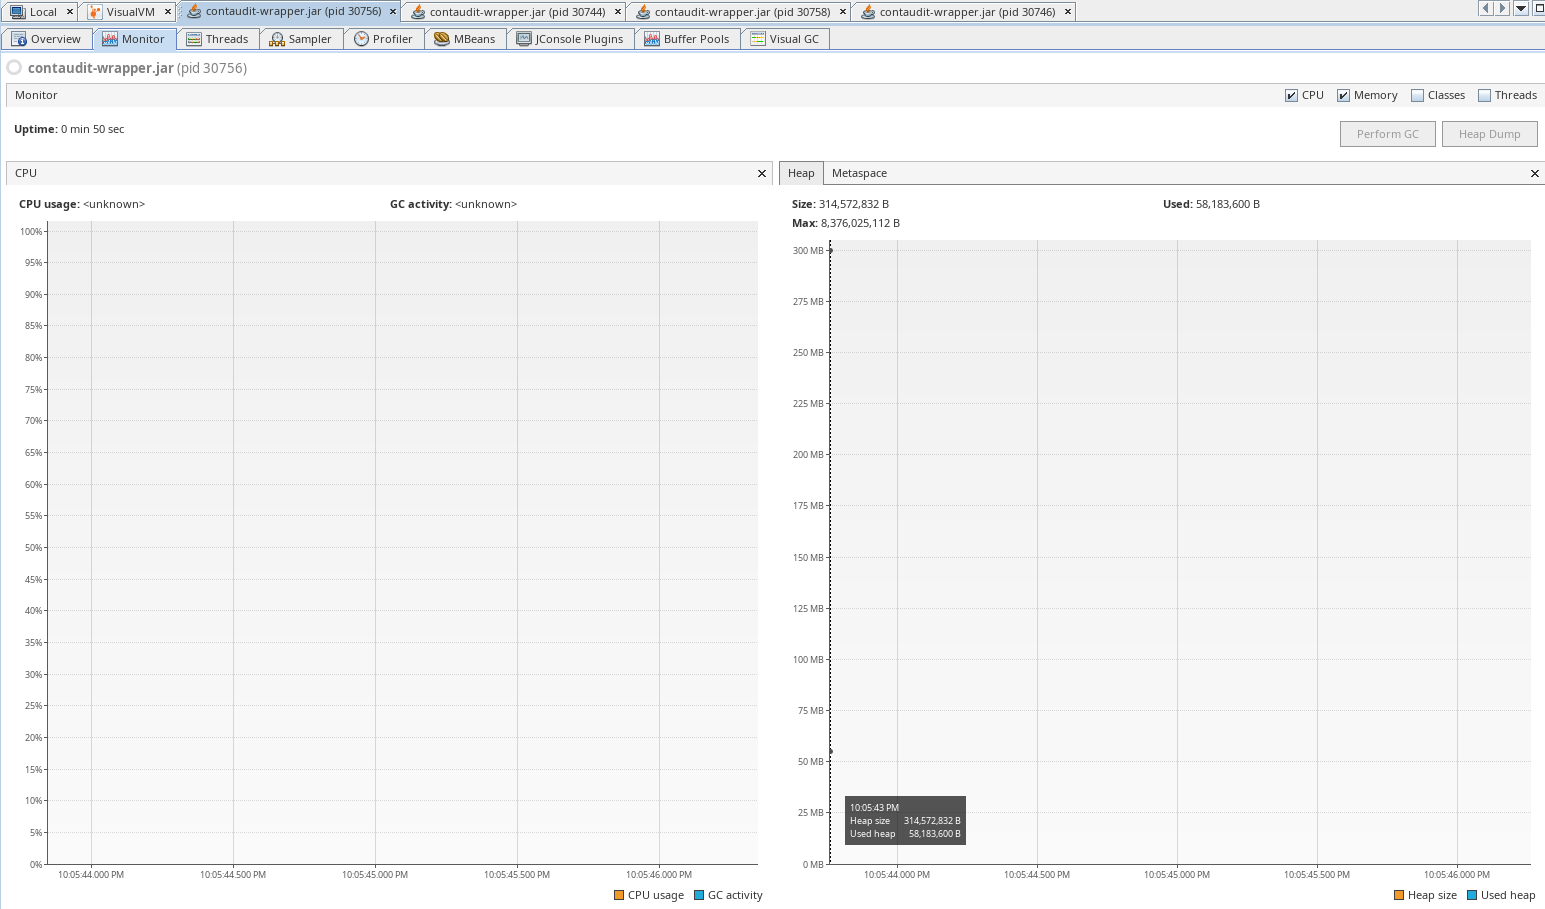 Local VisualVM contaudit-wrapper.jar (pid 30756) contaudit-wrapper.jar (pid 30744) contaudit-wrapper.jar (pid 30758) contaudit-wrapper.jar (pid 30746)
Overview Monitor Threads Sampler Profiler MBeans JConsole Plugins Buffer Pools Visual GC
contaudit-wrapper.jar (pid 30756)
Monitor CPU Memory Classes Threads
Uptime: 0 min 50 sec
Perform GC Heap Dump
CPU
CPU usage: <unknown> GC activity: <unknown>
100%
95%
90%
85%
80%
75%
70%
65%
60%
55%
50%
45%
40%
35%
30%
25%
20%
15%
10%
5%
0%
10:05:44.000 PM 10:05:44.500 PM 10:05:45.000 PM 10:05:45.500 PM 10:05:46.000 PM
CPU usage GC activity
Heap Metaspace
Size: 314,572,832 B Used: 58,183,600 B
Max: 8,376,025,112 B
300 MB
275 MB
250 MB
225 MB
200 MB
175 MB
150 MB
125 MB
100 MB
75 MB
50 MB
25 MB
0 MB
10:05:43 PM
Heap size 314,572,832 B
Used heap 58,183,600 B
10:05:44.000 PM 10:05:44.500 PM 10:05:45.000 PM 10:05:45.500 PM 10:05:46.000 PM
Heap size Used heap